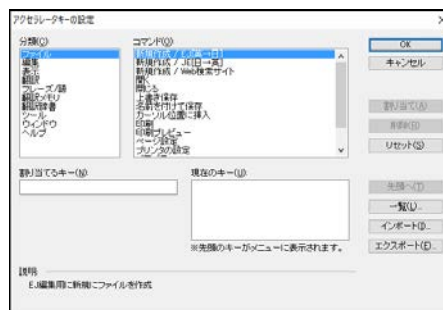 アクセラレータキーの設定
分類(C)
ファイル
編集
表示
翻訳
フレーズ/語
翻訳メモリ
翻訳辞書
ツール
ウィンドウ
ヘルプ
コマンド(O)
新規作成 / EJ[英→日]
新規作成 / JE[日→英]
新規作成 / Web検索サイト
開く
閉じる
上書き保存
名前を付けて保存
カーソル位置に挿入
印刷
印刷プレビュー
ページ設定
プリンタの設定
OK
キャンセル
割り当て(A)
削除(R)
リセット(S)
割り当てるキー(N)
現在のキー(U)
※先頭のキーがメニューに表示されます。
先頭へ(T)
一覧(L)...
インポート(I)...
エクスポート(E)...
説明:
EJ編集用に新規にファイルを作成